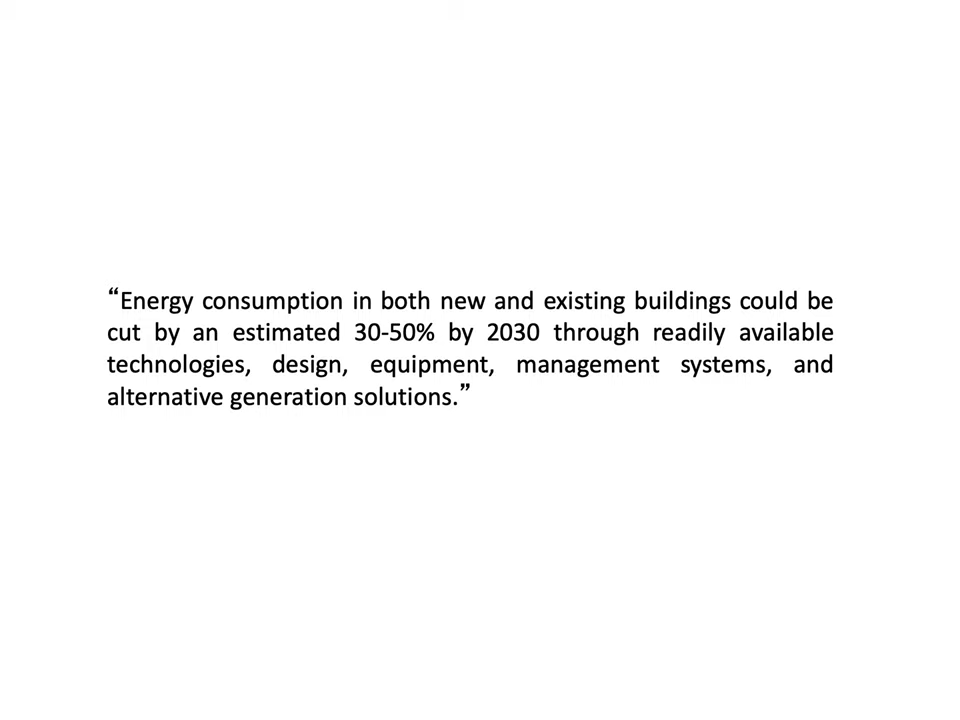 “Energy consumption in both new and existing buildings could be
cut by an estimated 30-50% by 2030 through readily available
technologies, design, equipment, management systems, and
alternative generation solutions.”